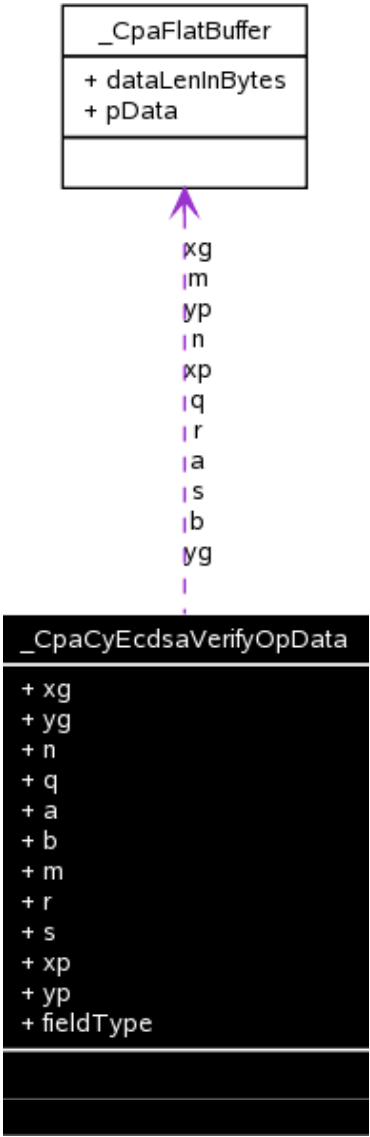 _CpaFlatBuffer
+ dataLenInBytes
+ pData
xg
m
yp
n
xp
q
r
a
s
b
yg
_CpaCyEcdsaVerifyOpData
+ xg
+ yg
+ n
+ q
+ a
+ b
+ m
+ r
+ s
+ xp
+ yp
+ fieldType